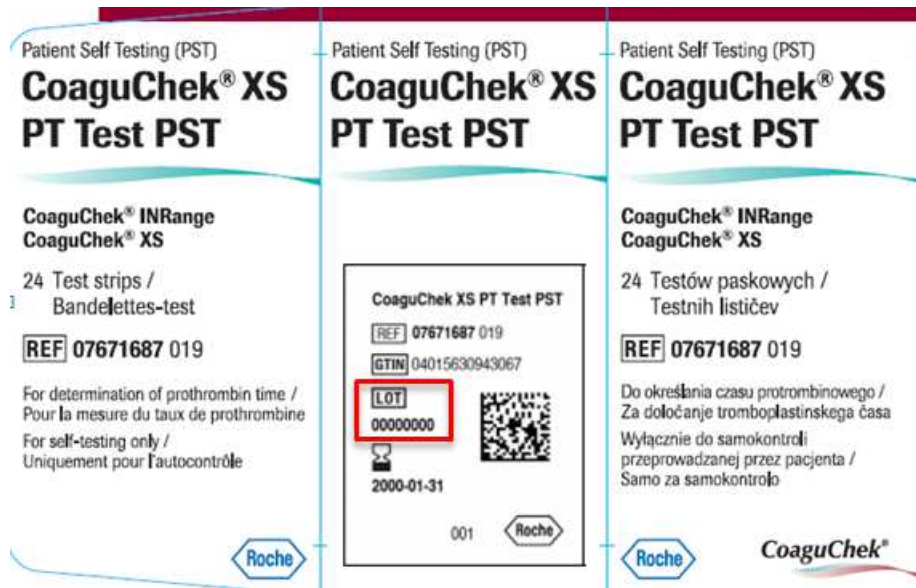 Patient Self Testing (PST)
CoaguChek® XS
PT Test PST
CoaguChek® INRange
CoaguChek® XS
24 Test strips /
Bandelettes-test
REF 07671687 019
For determination of prothrombin time /
Pour la mesure du taux de prothrombine
For self-testing only /
Uniquement pour l'autocontrôle
Roche
Patient Self Testing (PST)
CoaguChek® XS
PT Test PST
CoaguChek XS PT Test PST
REF 07671687 019
GTIN 04015630943067
LOT
00000000
2000-01-31
001
Roche
Patient Self Testing (PST)
CoaguChek® XS
PT Test PST
CoaguChek® INRange
CoaguChek® XS
24 Testów paskowych /
Testnih lističev
REF 07671687 019
Do określania czasu protrombinowego /
Za določanje tromboplastinskega časa
Wyłącznie do samokontroli
przeprowadzanej przez pacjenta /
Samo za samokontrolo
Roche
CoaguChek®